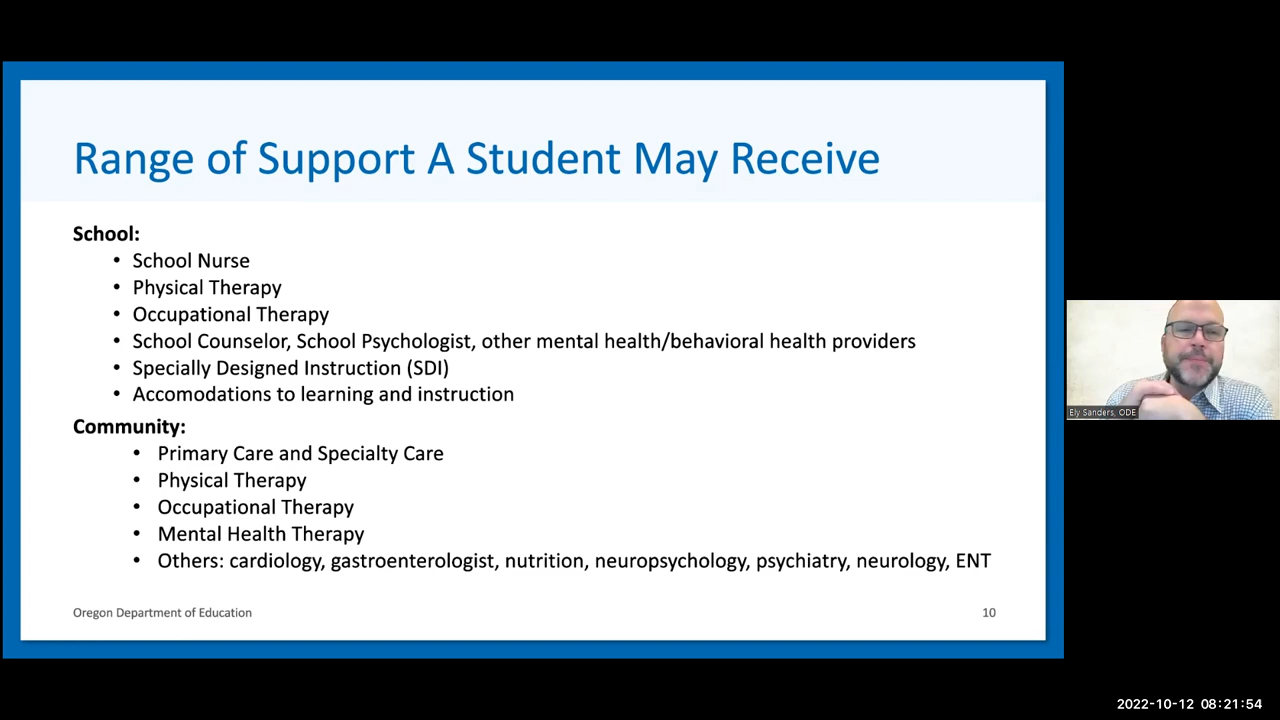 Range of Support A Student May Receive
School:
• School Nurse
• Physical Therapy
• Occupational Therapy
• School Counselor, School Psychologist, other mental health/behavioral health providers
• Specially Designed Instruction (SDI)
• Accomodations to learning and instruction
Community:
• Primary Care and Specialty Care
• Physical Therapy
• Occupational Therapy
• Mental Health Therapy
• Others: cardiology, gastroenterologist, nutrition, neuropsychology, psychiatry, neurology, ENT
Oregon Department of Education
10
Ely Sanders, ODE
2022-10-12 08:21:54